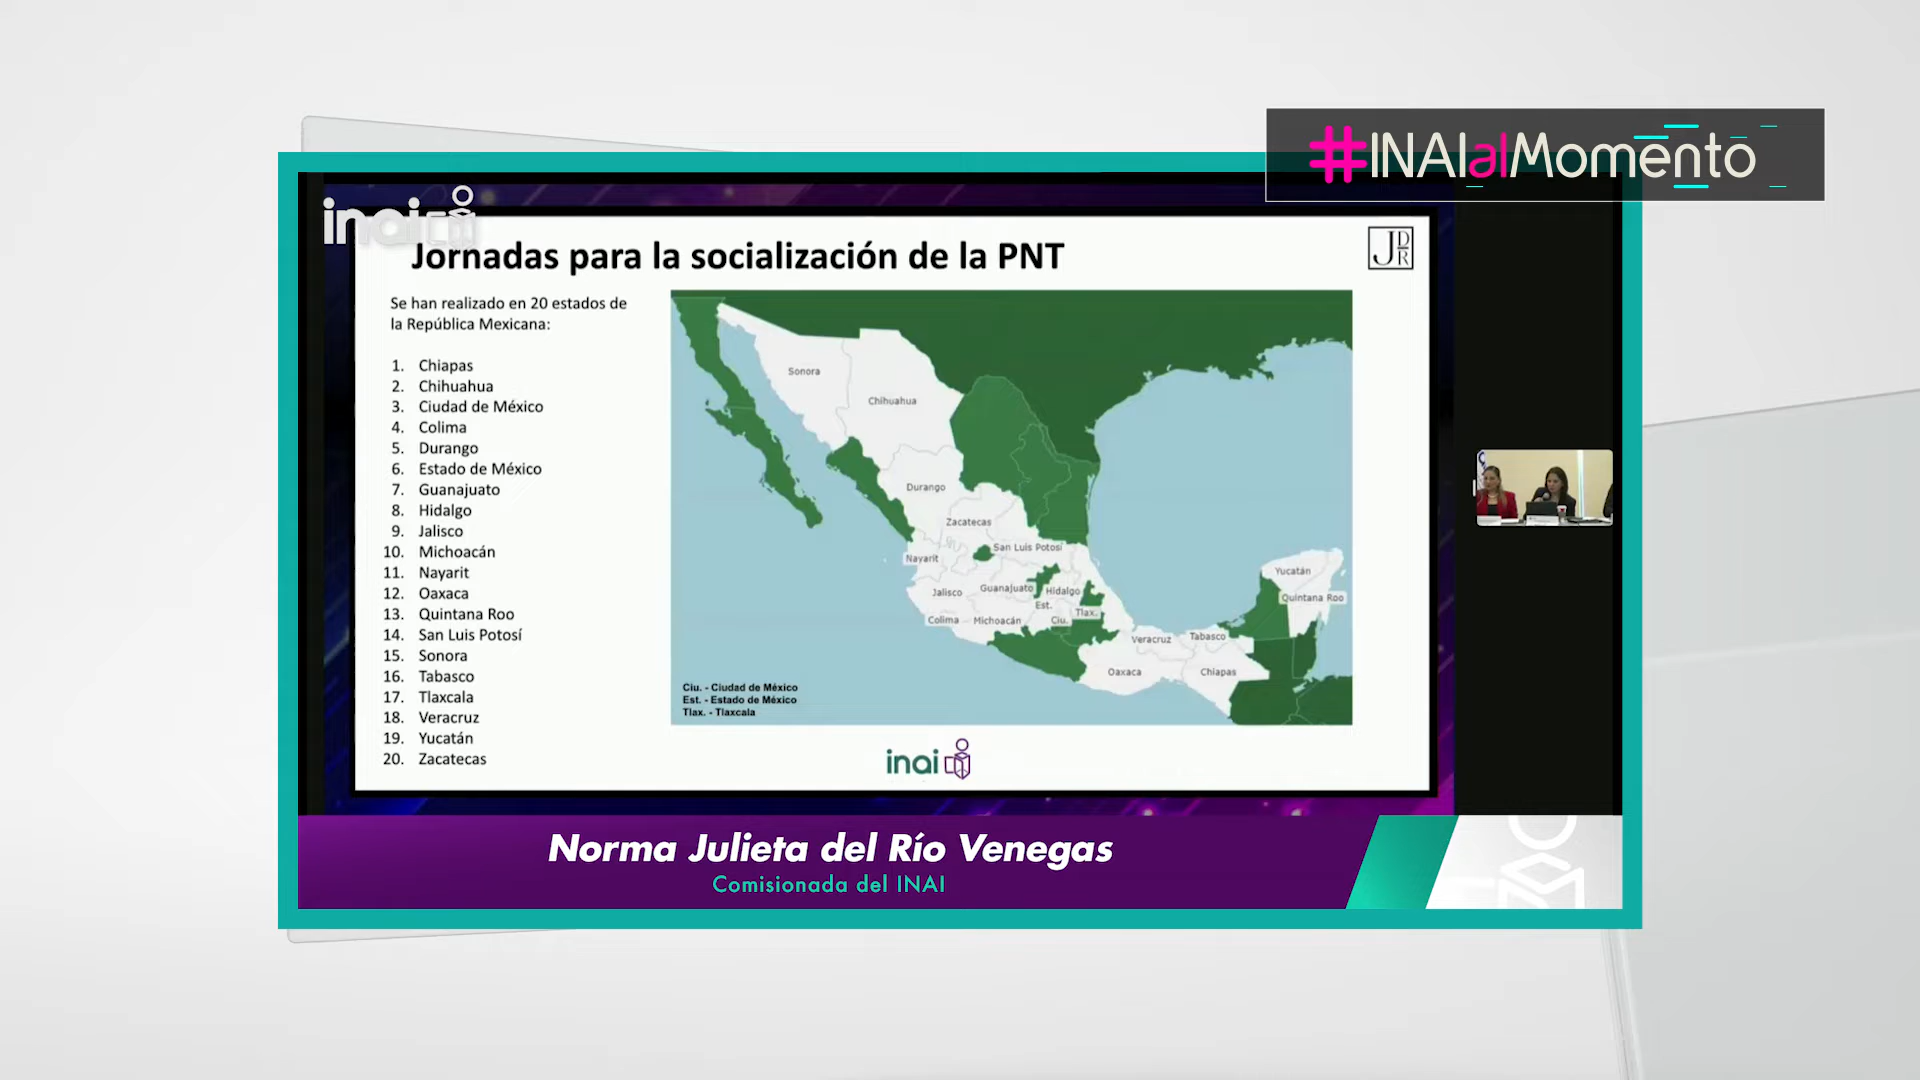 #INAIalMomento
inai
Jornadas para la socialización de la PNT
JDR
Se han realizado en 20 estados de
la República Mexicana:
1. Chiapas
2. Chihuahua
3. Ciudad de México
4. Colima
5. Durango
6. Estado de México
7. Guanajuato
8. Hidalgo
9. Jalisco
10. Michoacán
11. Nayarit
12. Oaxaca
13. Quintana Roo
14. San Luis Potosí
15. Sonora
16. Tabasco
17. Tlaxcala
18. Veracruz
19. Yucatán
20. Zacatecas
Sonora
Chihuahua
Durango
Zacatecas
San Luis Potosí
Nayarit
Yucatán
Jalisco
Guanajuato
Hidalgo
Quintana Roo
Est.
Tlax.
Colima
Michoacán
Ciu.
Veracruz
Tabasco
Oaxaca
Chiapas
Ciu. - Ciudad de México
Est. - Estado de México
Tlax. - Tlaxcala
inai
Norma Julieta del Río Venegas
Comisionada del INAI